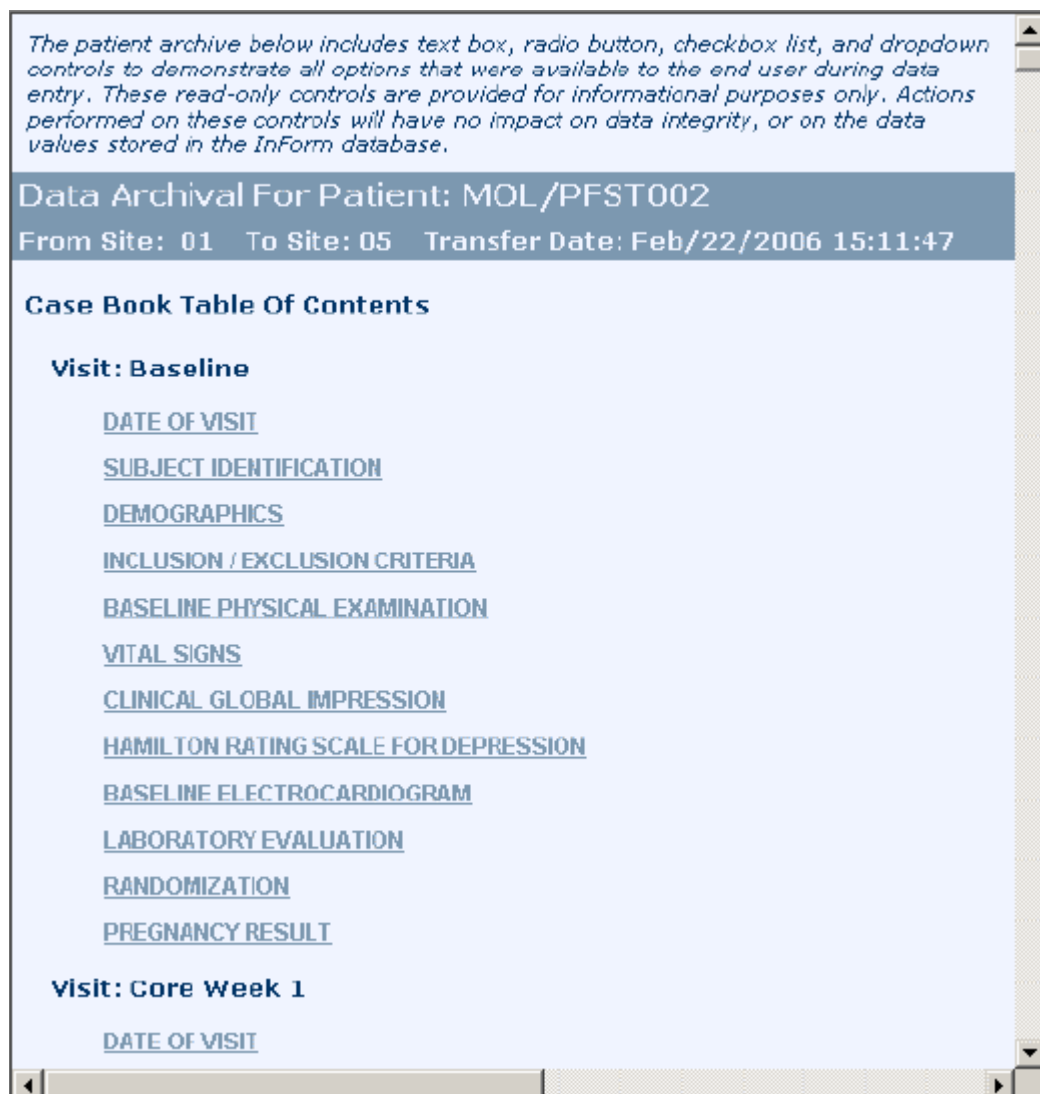 The patient archive below includes text box, radio button, checkbox list, and dropdown
controls to demonstrate all options that were available to the end user during data
entry. These read-only controls are provided for informational purposes only. Actions
performed on these controls will have no impact on data integrity, or on the data
values stored in the InForm database.
Data Archival For Patient: MOL/PFST002
From Site: 01 To Site: 05 Transfer Date: Feb/22/2006 15:11:47
Case Book Table Of Contents
Visit: Baseline
DATE OF VISIT
SUBJECT IDENTIFICATION
DEMOGRAPHICS
INCLUSION / EXCLUSION CRITERIA
BASELINE PHYSICAL EXAMINATION
VITAL SIGNS
CLINICAL GLOBAL IMPRESSION
HAMILTON RATING SCALE FOR DEPRESSION
BASELINE ELECTROCARDIOGRAM
LABORATORY EVALUATION
RANDOMIZATION
PREGNANCY RESULT
Visit: Core Week 1
DATE OF VISIT